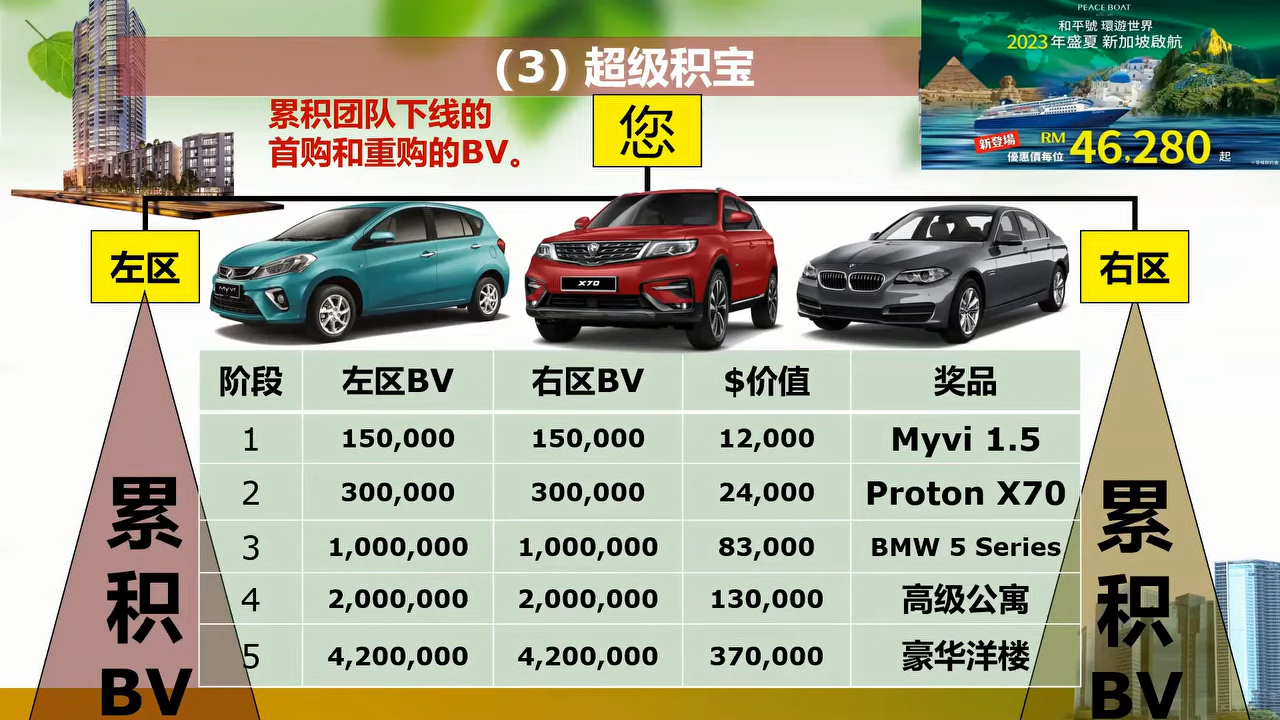 PEACE BOAT
和平號 環遊世界
2023年盛夏 新加坡啟航
新登場
優惠價每位
RM 46,280 起
(3) 超级积宝
累积团队下线的
首购和重购的BV。
您
左区
右区
Myvi
X70
阶段 左区BV 右区BV $价值 奖品
1 150,000 150,000 12,000 Myvi 1.5
2 300,000 300,000 24,000 Proton X70
3 1,000,000 1,000,000 83,000 BMW 5 Series
4 2,000,000 2,000,000 130,000 高级公寓
5 4,200,000 4,200,000 370,000 豪华洋楼
累
积
BV
累
积
BV